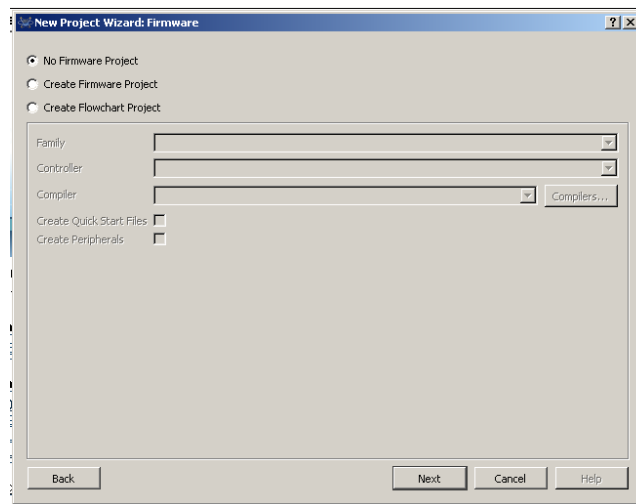 New Project Wizard: Firmware
No Firmware Project
Create Firmware Project
Create Flowchart Project
Family
Controller
Compiler
Compilers...
Create Quick Start Files
Create Peripherals
Back
Next
Cancel
Help